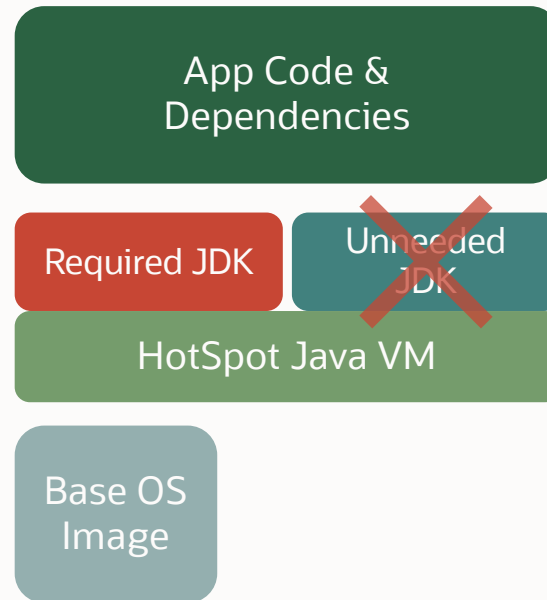 App Code &
Dependencies
Required JDK
Unneeded
JDK
HotSpot Java VM
Base OS
Image